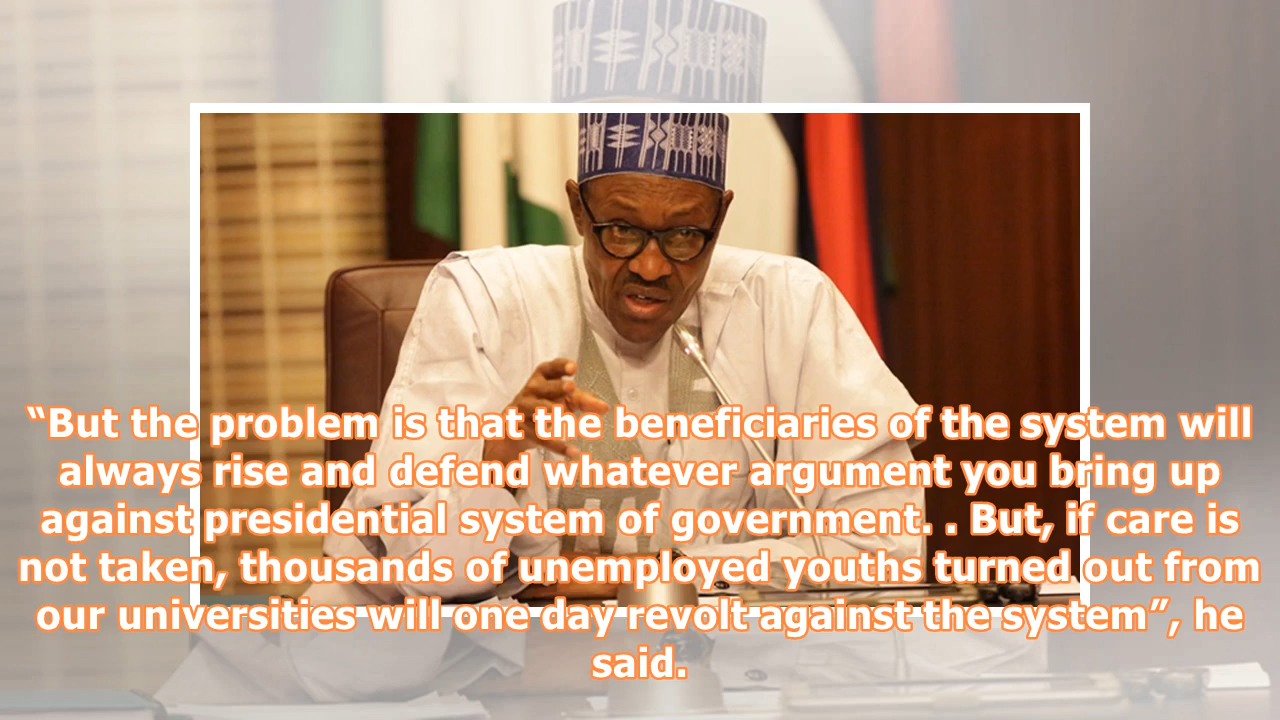 “But the problem is that the beneficiaries of the system will
always rise and defend whatever argument you bring up
against presidential system of government. . But, if care is
not taken, thousands of unemployed youths turned out from
our universities will one day revolt against the system”, he
said.